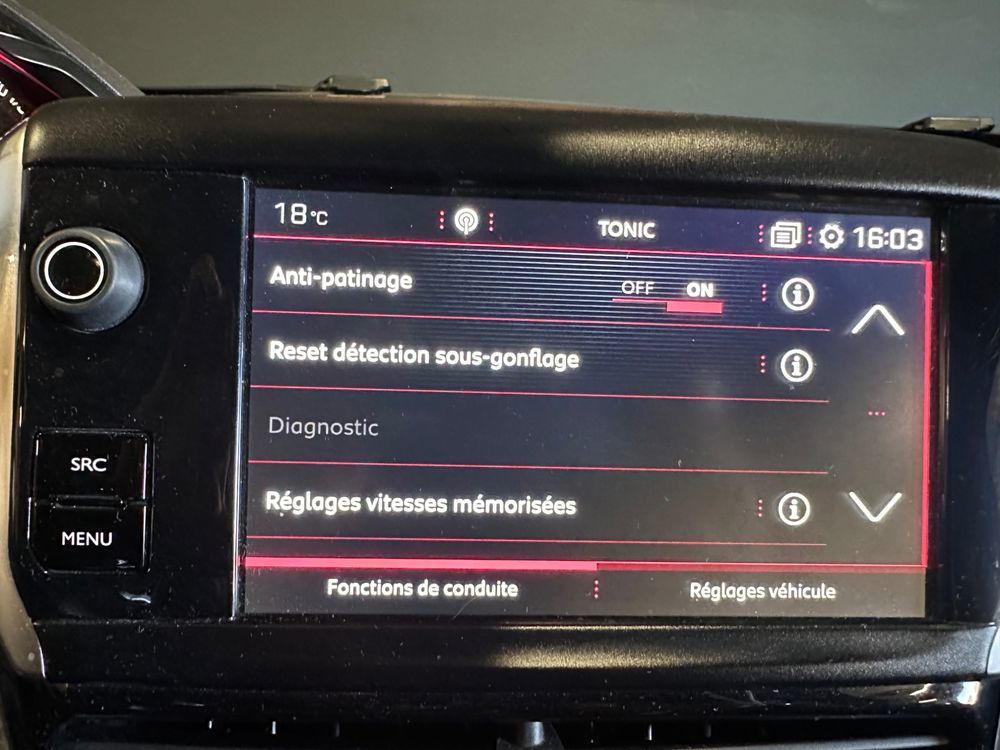 18°C TONIC 16:03
Anti-patinage OFF ON
Reset détection sous-gonflage
Diagnostic
Réglages vitesses mémorisées
Fonctions de conduite Réglages véhicule
SRC
MENU